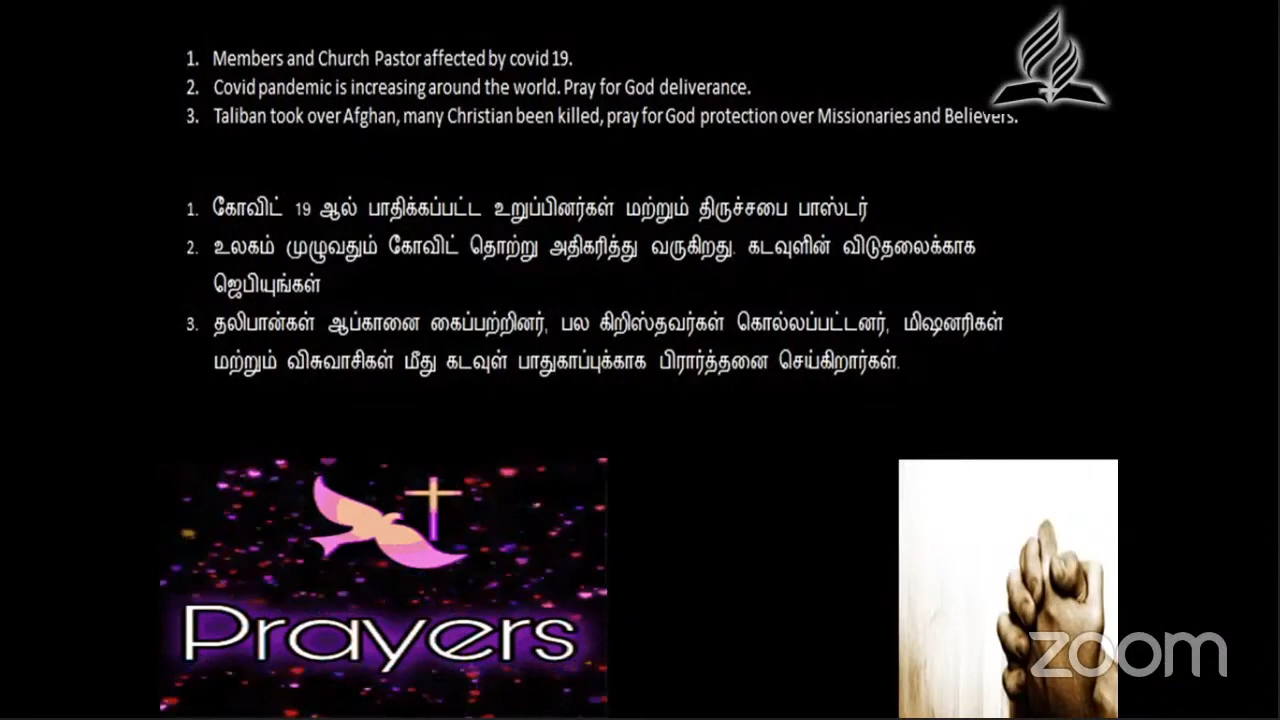 1. Members and Church Pastor affected by covid 19.
2. Covid pandemic is increasing around the world. Pray for God deliverance.
3. Taliban took over Afghan, many Christian been killed, pray for God protection over Missionaries and Believers.
1. கோவிட் 19 ஆல் பாதிக்கப்பட்ட உறுப்பினர்கள் மற்றும் திருச்சபை பாஸ்டர்
2. உலகம் முழுவதும் கோவிட் தொற்று அதிகரித்து வருகிறது. கடவுளின் விடுதலைக்காக
ஜெபியுங்கள்
3. தலிபான்கள் ஆப்கானை கைப்பற்றினர், பல கிறிஸ்தவர்கள் கொல்லப்பட்டனர், மிஷனரிகள்
மற்றும் விசுவாசிகள் மீது கடவுள் பாதுகாப்புக்காக பிரார்த்தனை செய்கிறார்கள்.
Prayers
zoom